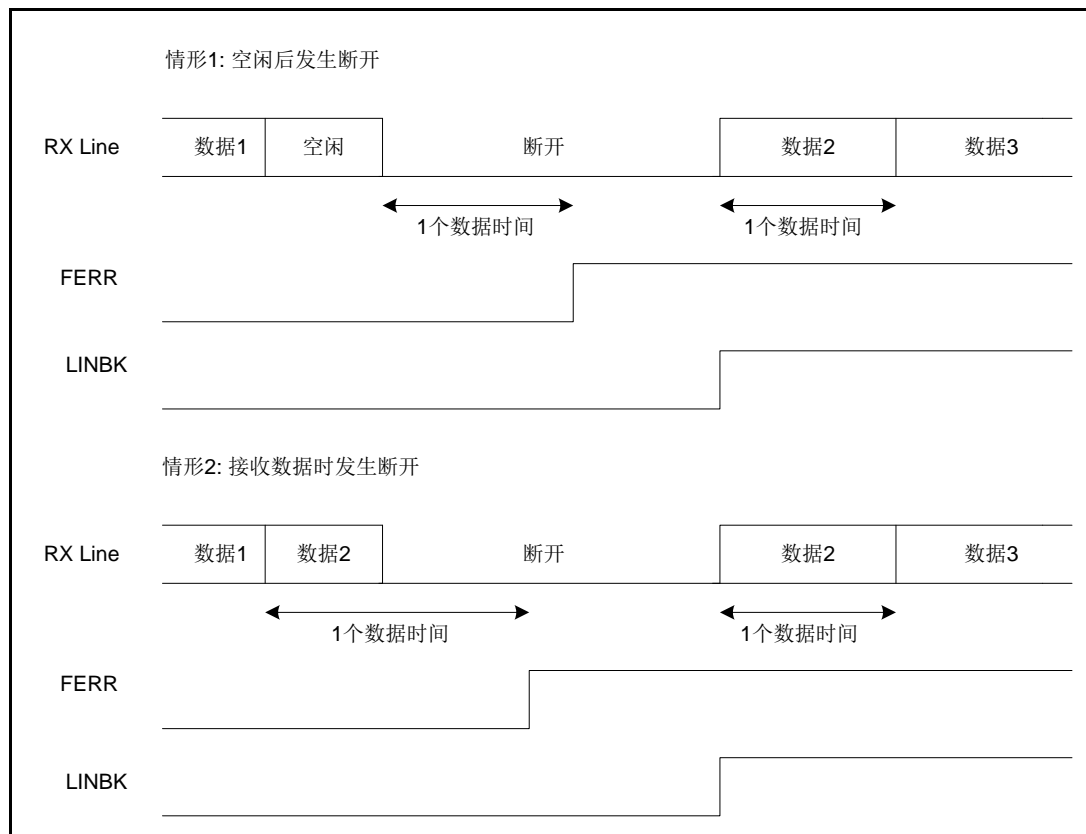 情形1: 空闲后发生断开
RX Line 数据1 空闲 断开 数据2 数据3
1个数据时间 1个数据时间
FERR
LINBK
情形2: 接收数据时发生断开
RX Line 数据1 数据2 断开 数据2 数据3
1个数据时间 1个数据时间
FERR
LINBK